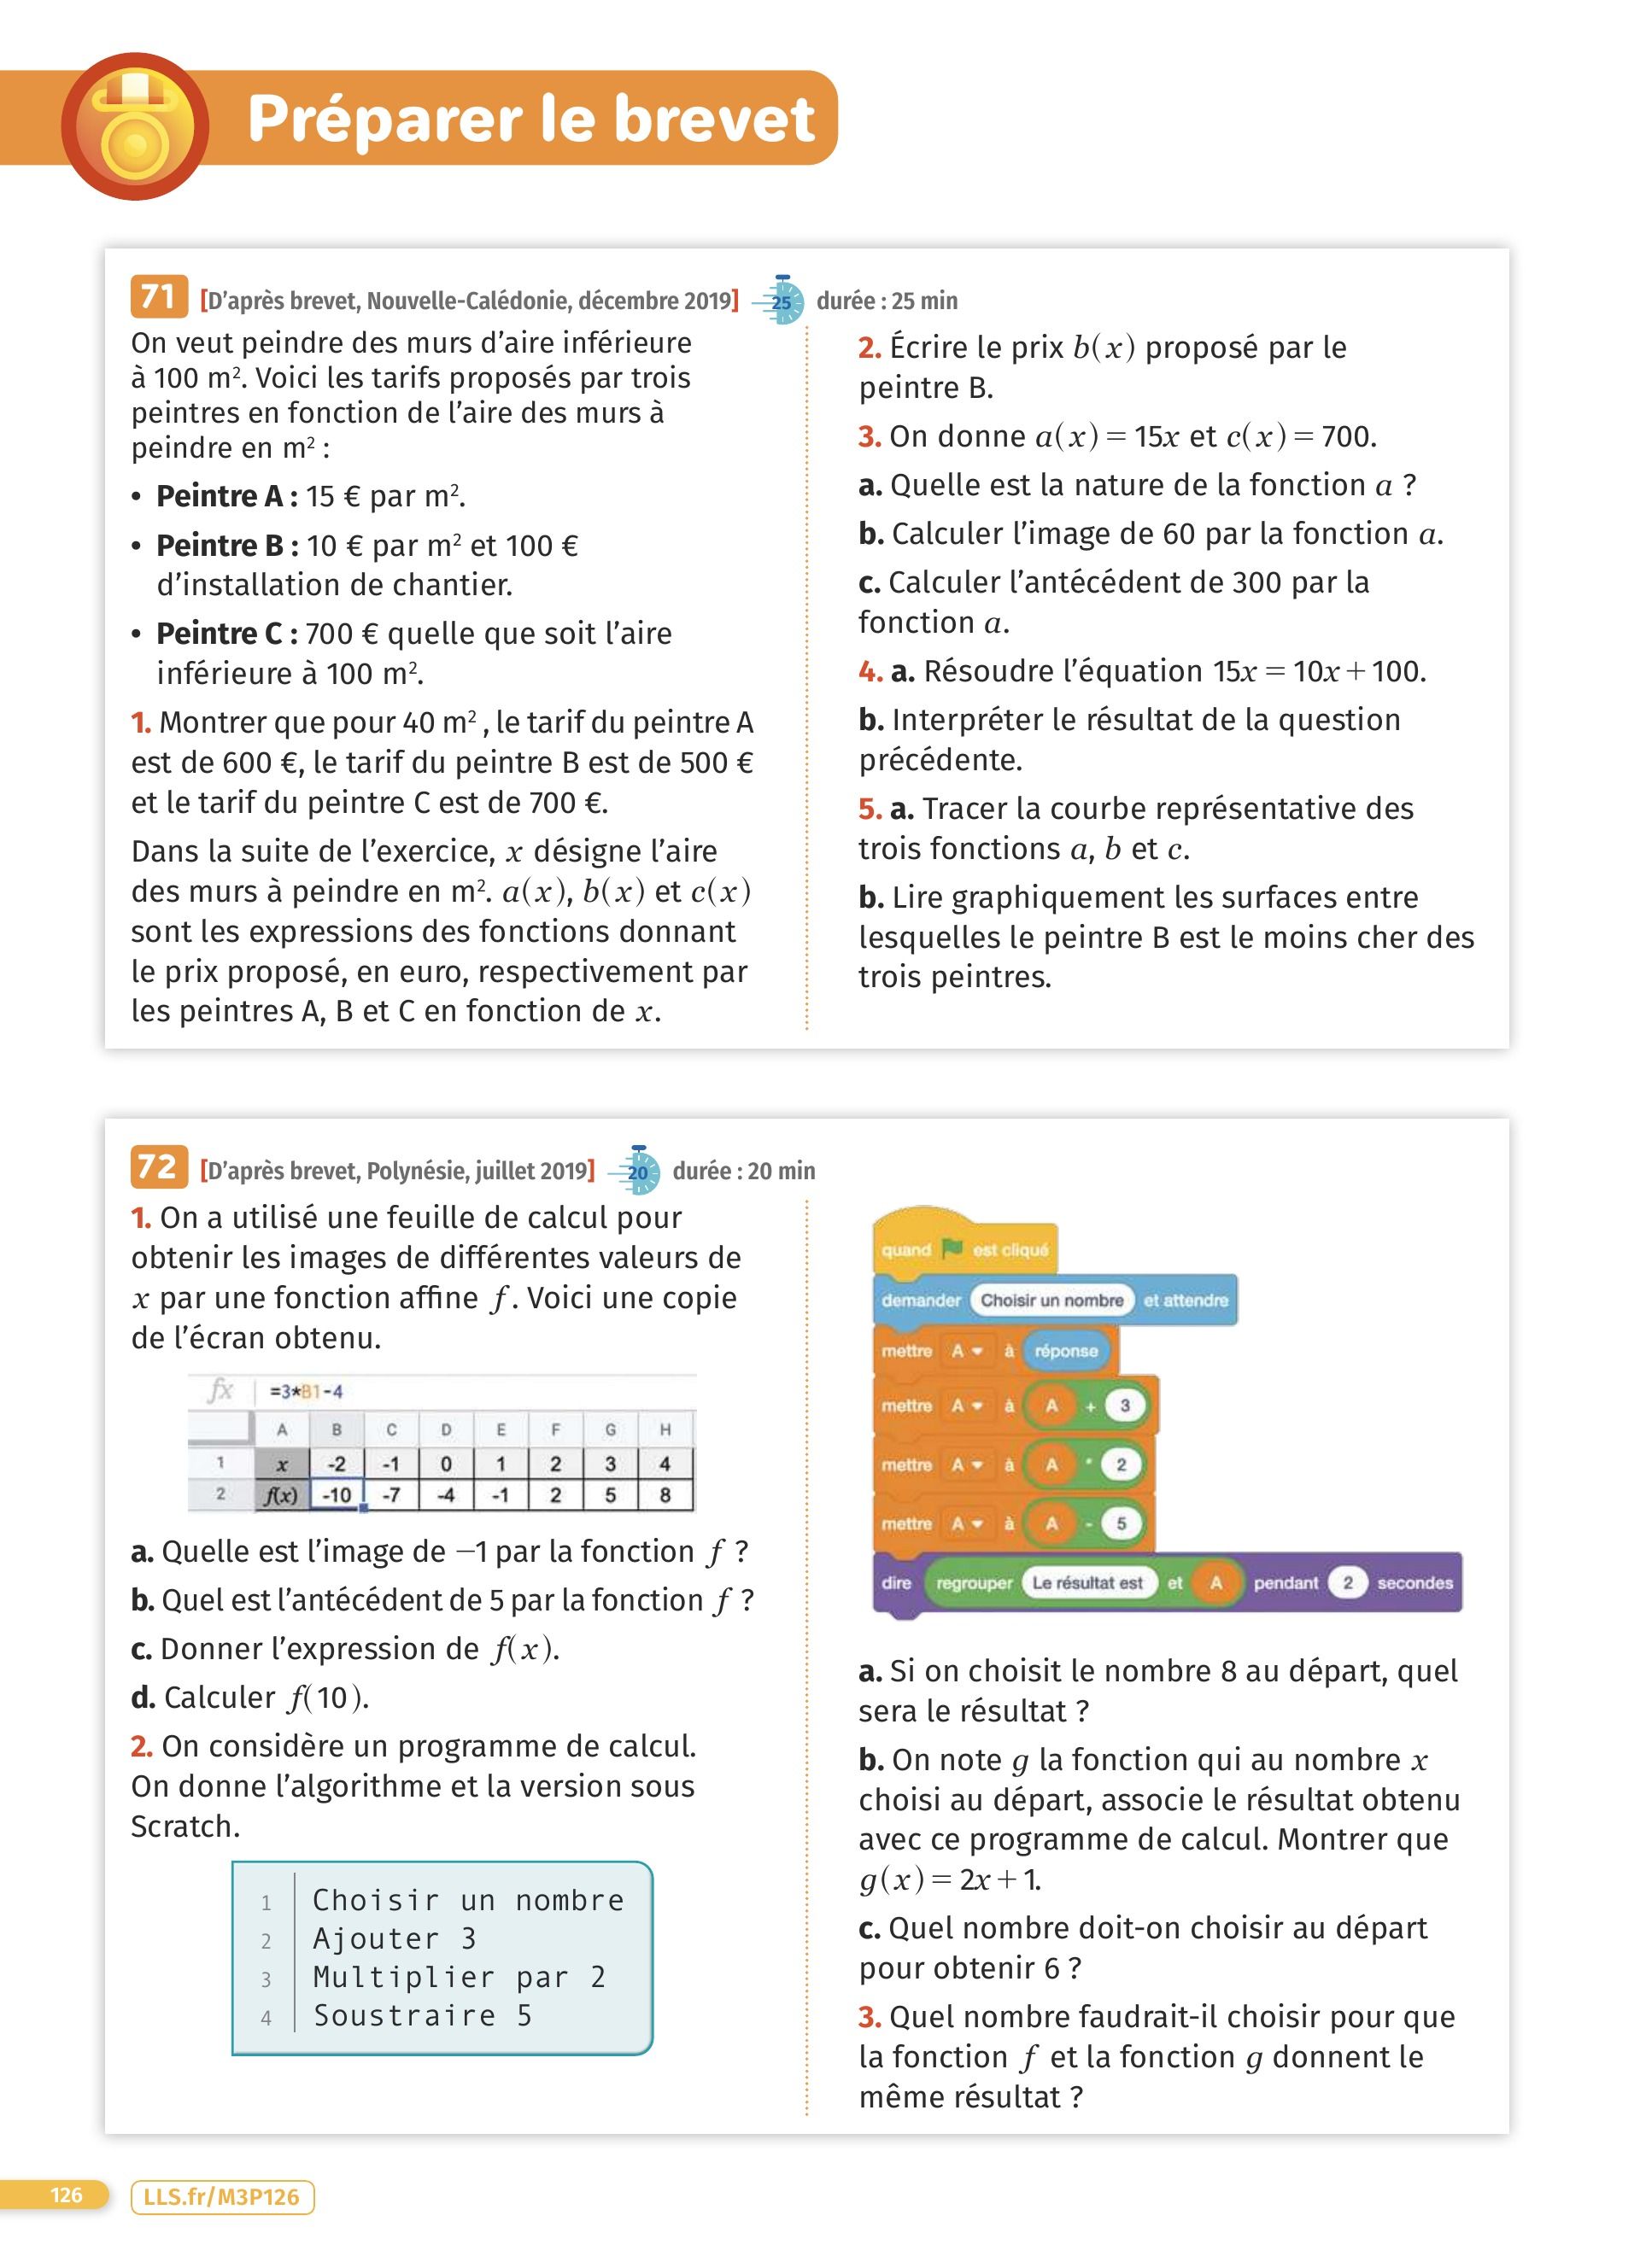 Préparer le brevet
71 [D’après brevet, Nouvelle-Calédonie, décembre 2019] 25 durée : 25 min
On veut peindre des murs d’aire inférieure
à 100 m². Voici les tarifs proposés par trois
peintres en fonction de l’aire des murs à
peindre en m² :
• Peintre A : 15 € par m².
• Peintre B : 10 € par m² et 100 €
d’installation de chantier.
• Peintre C : 700 € quelle que soit l’aire
inférieure à 100 m².
1. Montrer que pour 40 m² , le tarif du peintre A
est de 600 €, le tarif du peintre B est de 500 €
et le tarif du peintre C est de 700 €.
Dans la suite de l’exercice, x désigne l’aire
des murs à peindre en m². a(x), b(x) et c(x)
sont les expressions des fonctions donnant
le prix proposé, en euro, respectivement par
les peintres A, B et C en fonction de x.
2. Écrire le prix b(x) proposé par le
peintre B.
3. On donne a(x) = 15x et c(x) = 700.
a. Quelle est la nature de la fonction a ?
b. Calculer l’image de 60 par la fonction a.
c. Calculer l’antécédent de 300 par la
fonction a.
4. a. Résoudre l’équation 15x = 10x + 100.
b. Interpréter le résultat de la question
précédente.
5. a. Tracer la courbe représentative des
trois fonctions a, b et c.
b. Lire graphiquement les surfaces entre
lesquelles le peintre B est le moins cher des
trois peintres.
72 [D’après brevet, Polynésie, juillet 2019] 20 durée : 20 min
1. On a utilisé une feuille de calcul pour
obtenir les images de différentes valeurs de
x par une fonction affine f. Voici une copie
de l’écran obtenu.
fx =3*B1-4
A B C D E F G H
1 x -2 -1 0 1 2 3 4
2 f(x) -10 -7 -4 -1 2 5 8
a. Quelle est l’image de −1 par la fonction f ?
b. Quel est l’antécédent de 5 par la fonction f ?
c. Donner l’expression de f(x).
d. Calculer f(10).
2. On considère un programme de calcul.
On donne l’algorithme et la version sous
Scratch.
1 Choisir un nombre
2 Ajouter 3
3 Multiplier par 2
4 Soustraire 5
quand est cliqué
demander Choisir un nombre et attendre
mettre A à réponse
mettre A à A + 3
mettre A à A * 2
mettre A à A - 5
dire regrouper Le résultat est et A pendant 2 secondes
a. Si on choisit le nombre 8 au départ, quel
sera le résultat ?
b. On note g la fonction qui au nombre x
choisi au départ, associe le résultat obtenu
avec ce programme de calcul. Montrer que
g(x) = 2x + 1.
c. Quel nombre doit-on choisir au départ
pour obtenir 6 ?
3. Quel nombre faudrait-il choisir pour que
la fonction f et la fonction g donnent le
même résultat ?
126 LLS.fr/M3P126